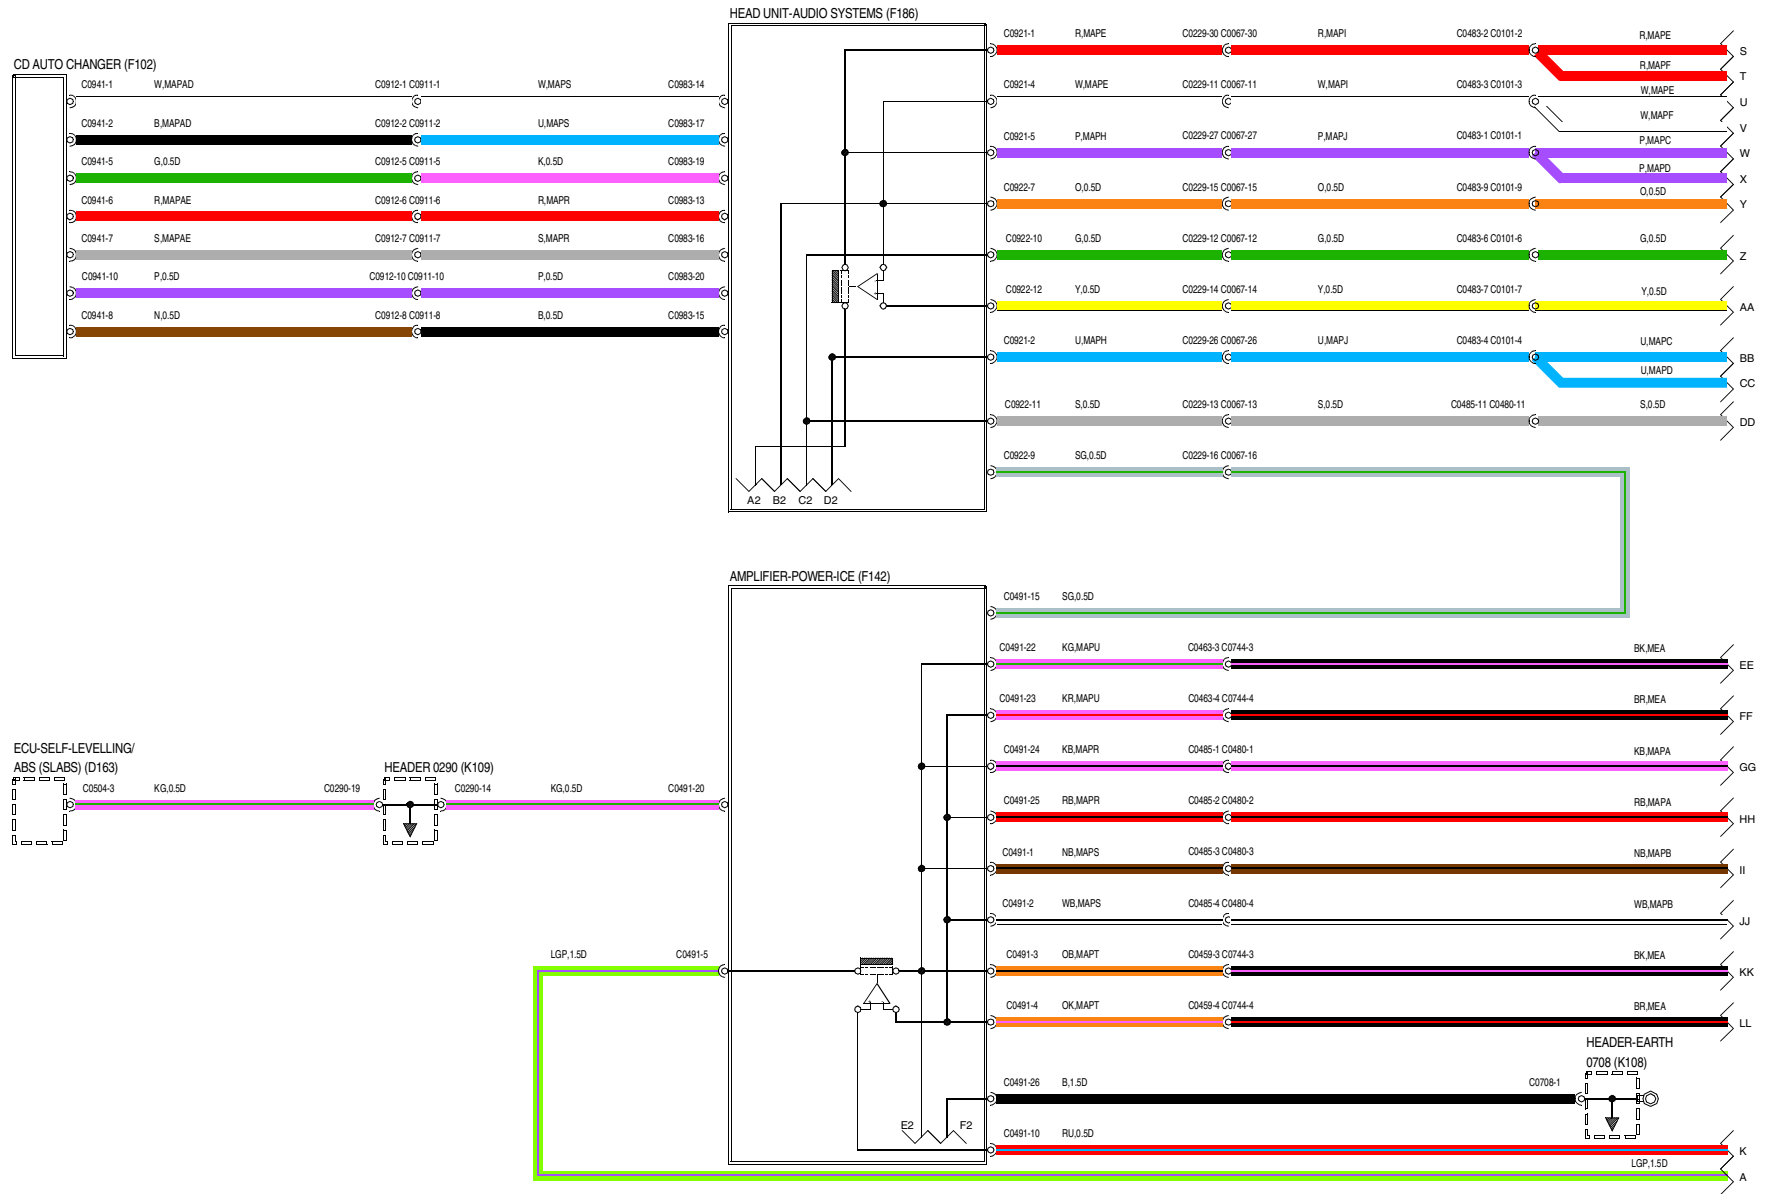 HEAD UNIT-AUDIO SYSTEMS (F186)
CD AUTO CHANGER (F102)
C0941-1 W,MAPAD C0912-1 C0911-1 W,MAPS C0983-14
C0941-2 B,MAPAD C0912-2 C0911-2 U,MAPS C0983-17
C0941-5 G,0.5D C0912-5 C0911-5 K,0.5D C0983-19
C0941-6 R,MAPAE C0912-6 C0911-6 R,MAPR C0983-13
C0941-7 S,MAPAE C0912-7 C0911-7 S,MAPR C0983-16
C0941-10 P,0.5D C0912-10 C0911-10 P,0.5D C0983-20
C0941-8 N,0.5D C0912-8 C0911-8 B,0.5D C0983-15
C0921-1 R,MAPE C0229-30 C0067-30 R,MAPI C0483-2 C0101-2 R,MAPE S
R,MAPF T
C0921-4 W,MAPE C0229-11 C0067-11 W,MAPI C0483-3 C0101-3 W,MAPE U
W,MAPF V
C0921-5 P,MAPH C0229-27 C0067-27 P,MAPJ C0483-1 C0101-1 P,MAPC W
P,MAPD X
C0922-7 O,0.5D C0229-15 C0067-15 O,0.5D C0483-9 C0101-9 O,0.5D Y
C0922-10 G,0.5D C0229-12 C0067-12 G,0.5D C0483-6 C0101-6 G,0.5D Z
C0922-12 Y,0.5D C0229-14 C0067-14 Y,0.5D C0483-7 C0101-7 Y,0.5D AA
C0921-2 U,MAPH C0229-26 C0067-26 U,MAPJ C0483-4 C0101-4 U,MAPC BB
U,MAPD CC
C0922-11 S,0.5D C0229-13 C0067-13 S,0.5D C0485-11 C0480-11 S,0.5D DD
C0922-9 SG,0.5D C0229-16 C0067-16
A2 B2 C2 D2
AMPLIFIER-POWER-ICE (F142)
C0491-15 SG,0.5D
C0491-22 KG,MAPU C0463-3 C0744-3 BK,MEA EE
C0491-23 KR,MAPU C0463-4 C0744-4 BR,MEA FF
C0491-24 KB,MAPR C0485-1 C0480-1 KB,MAPA GG
ECU-SELF-LEVELLING/
ABS (SLABS) (D163)
HEADER 0290 (K109)
C0504-3 KG,0.5D C0290-19 C0290-14 KG,0.5D C0491-20
C0491-25 RB,MAPR C0485-2 C0480-2 RB,MAPA HH
C0491-1 NB,MAPS C0485-3 C0480-3 NB,MAPB II
C0491-2 WB,MAPS C0485-4 C0480-4 WB,MAPB JJ
LGP,1.5D C0491-5
C0491-3 OB,MAPT C0459-3 C0744-3 BK,MEA KK
C0491-4 OK,MAPT C0459-4 C0744-4 BR,MEA LL
HEADER-EARTH
0708 (K108)
C0491-26 B,1.5D C0708-1
E2 F2
C0491-10 RU,0.5D K
LGP,1.5D A